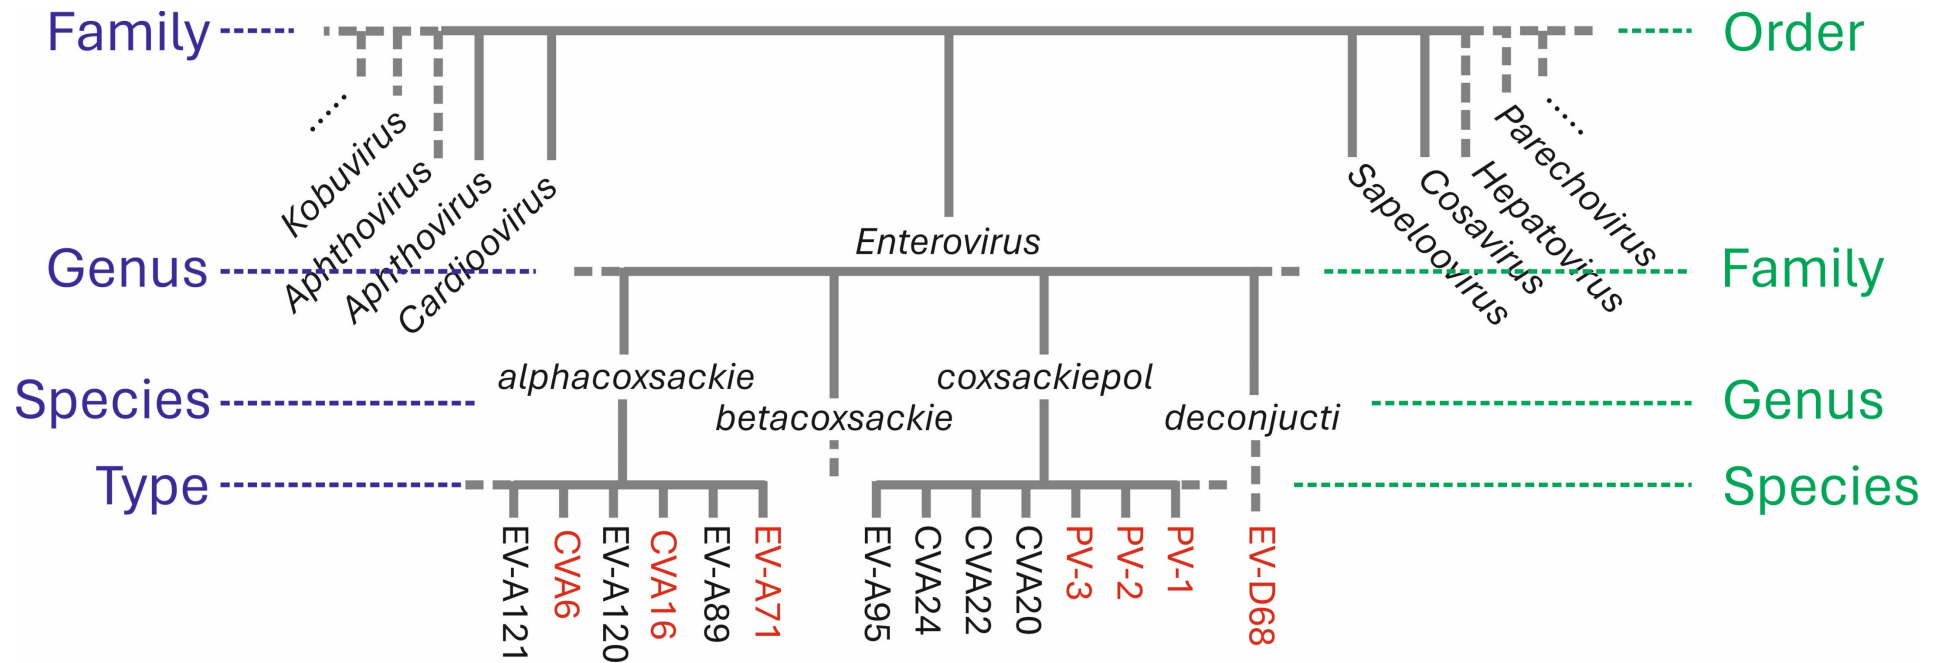 Family
Order
.....
Kobuvirus
Aphthovirus
Aphthovirus
Cardioovirus
Enterovirus
Sapeloovirus
Cosavirus
Hepatovirus
Parechovirus
.....
Genus
Family
alphacoxsackie
betacoxsackie
coxsackiepol
deconjucti
Species
Genus
Type
Species
EV-A121
CVA6
EV-A120
CVA16
EV-A89
EV-A71
EV-A95
CVA24
CVA22
CVA20
PV-3
PV-2
PV-1
EV-D68